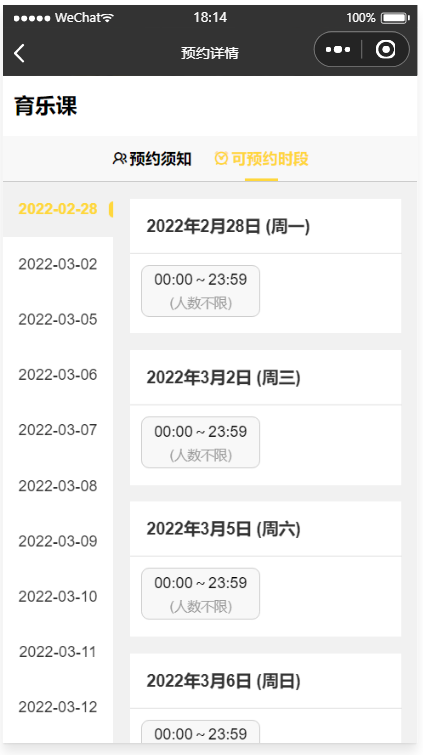 WeChat
18:14
100%
预约详情
育乐课
预约须知
可预约时段
2022-02-28
2022-03-02
2022-03-05
2022-03-06
2022-03-07
2022-03-08
2022-03-09
2022-03-10
2022-03-11
2022-03-12
2022年2月28日 (周一)
00:00～23:59
(人数不限)
2022年3月2日 (周三)
00:00～23:59
(人数不限)
2022年3月5日 (周六)
00:00～23:59
(人数不限)
2022年3月6日 (周日)
00:00～23:59